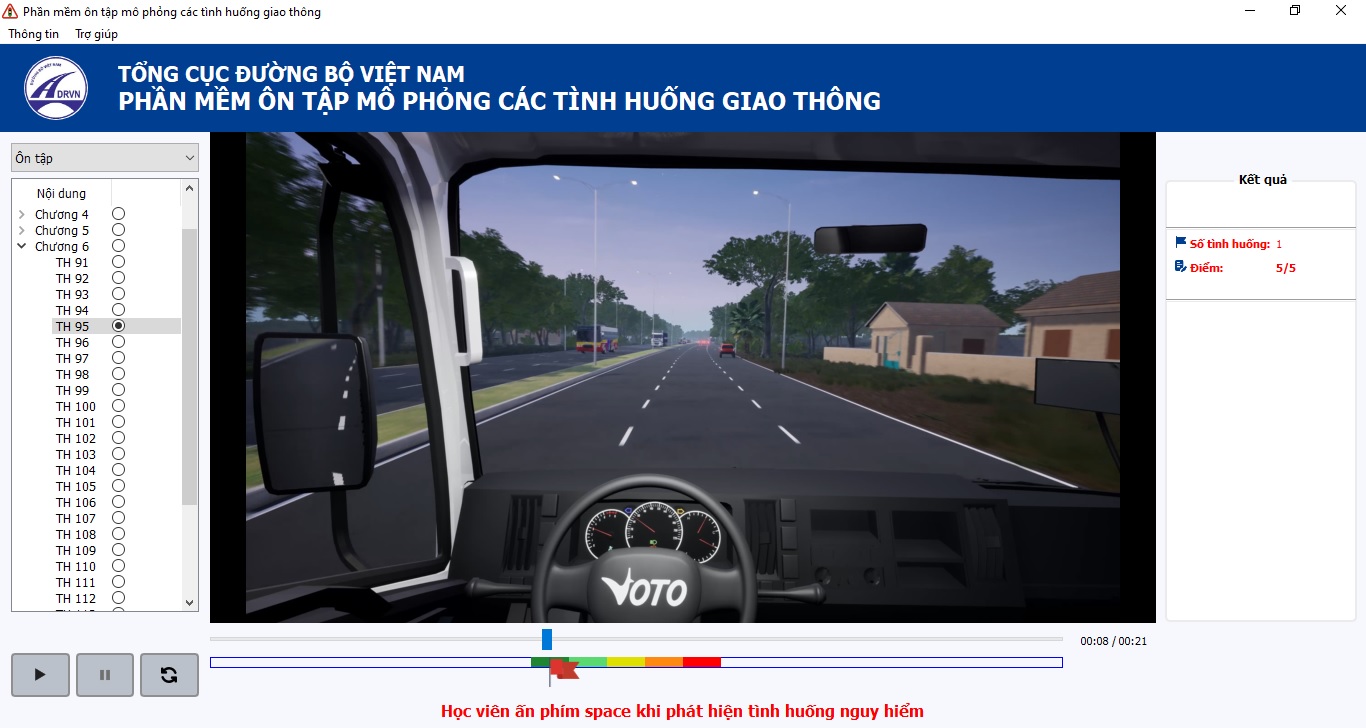 Phần mềm ôn tập mô phỏng các tình huống giao thông
Thông tin Trợ giúp
ĐƯỜNG BỘ VIỆT NAM
DRVN
TỔNG CỤC ĐƯỜNG BỘ VIỆT NAM
PHẦN MỀM ÔN TẬP MÔ PHỎNG CÁC TÌNH HUỐNG GIAO THÔNG
Ôn tập
Nội dung
Chương 4
Chương 5
Chương 6
TH 91
TH 92
TH 93
TH 94
TH 95
TH 96
TH 97
TH 98
TH 99
TH 100
TH 101
TH 102
TH 103
TH 104
TH 105
TH 106
TH 107
TH 108
TH 109
TH 110
TH 111
TH 112
VOTO
Kết quả
Số tình huống: 1
Điểm: 5/5
00:08 / 00:21
Học viên ấn phím space khi phát hiện tình huống nguy hiểm